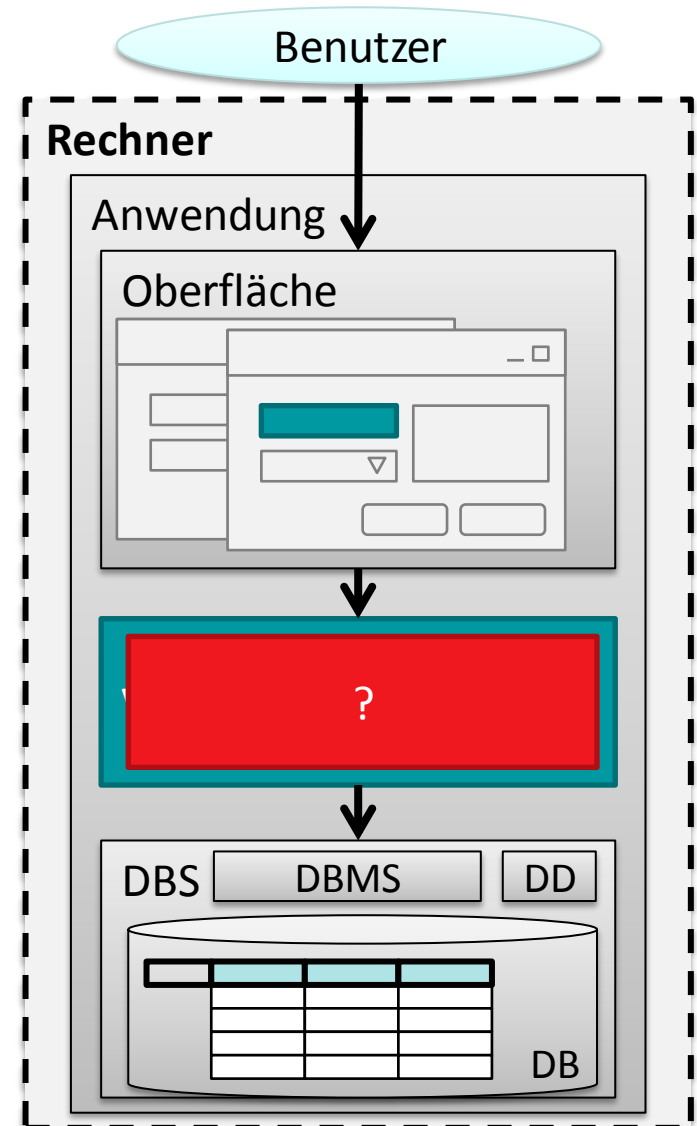 Benutzer
Rechner
Anwendung
Oberfläche
?
DBS
DBMS
DD
DB